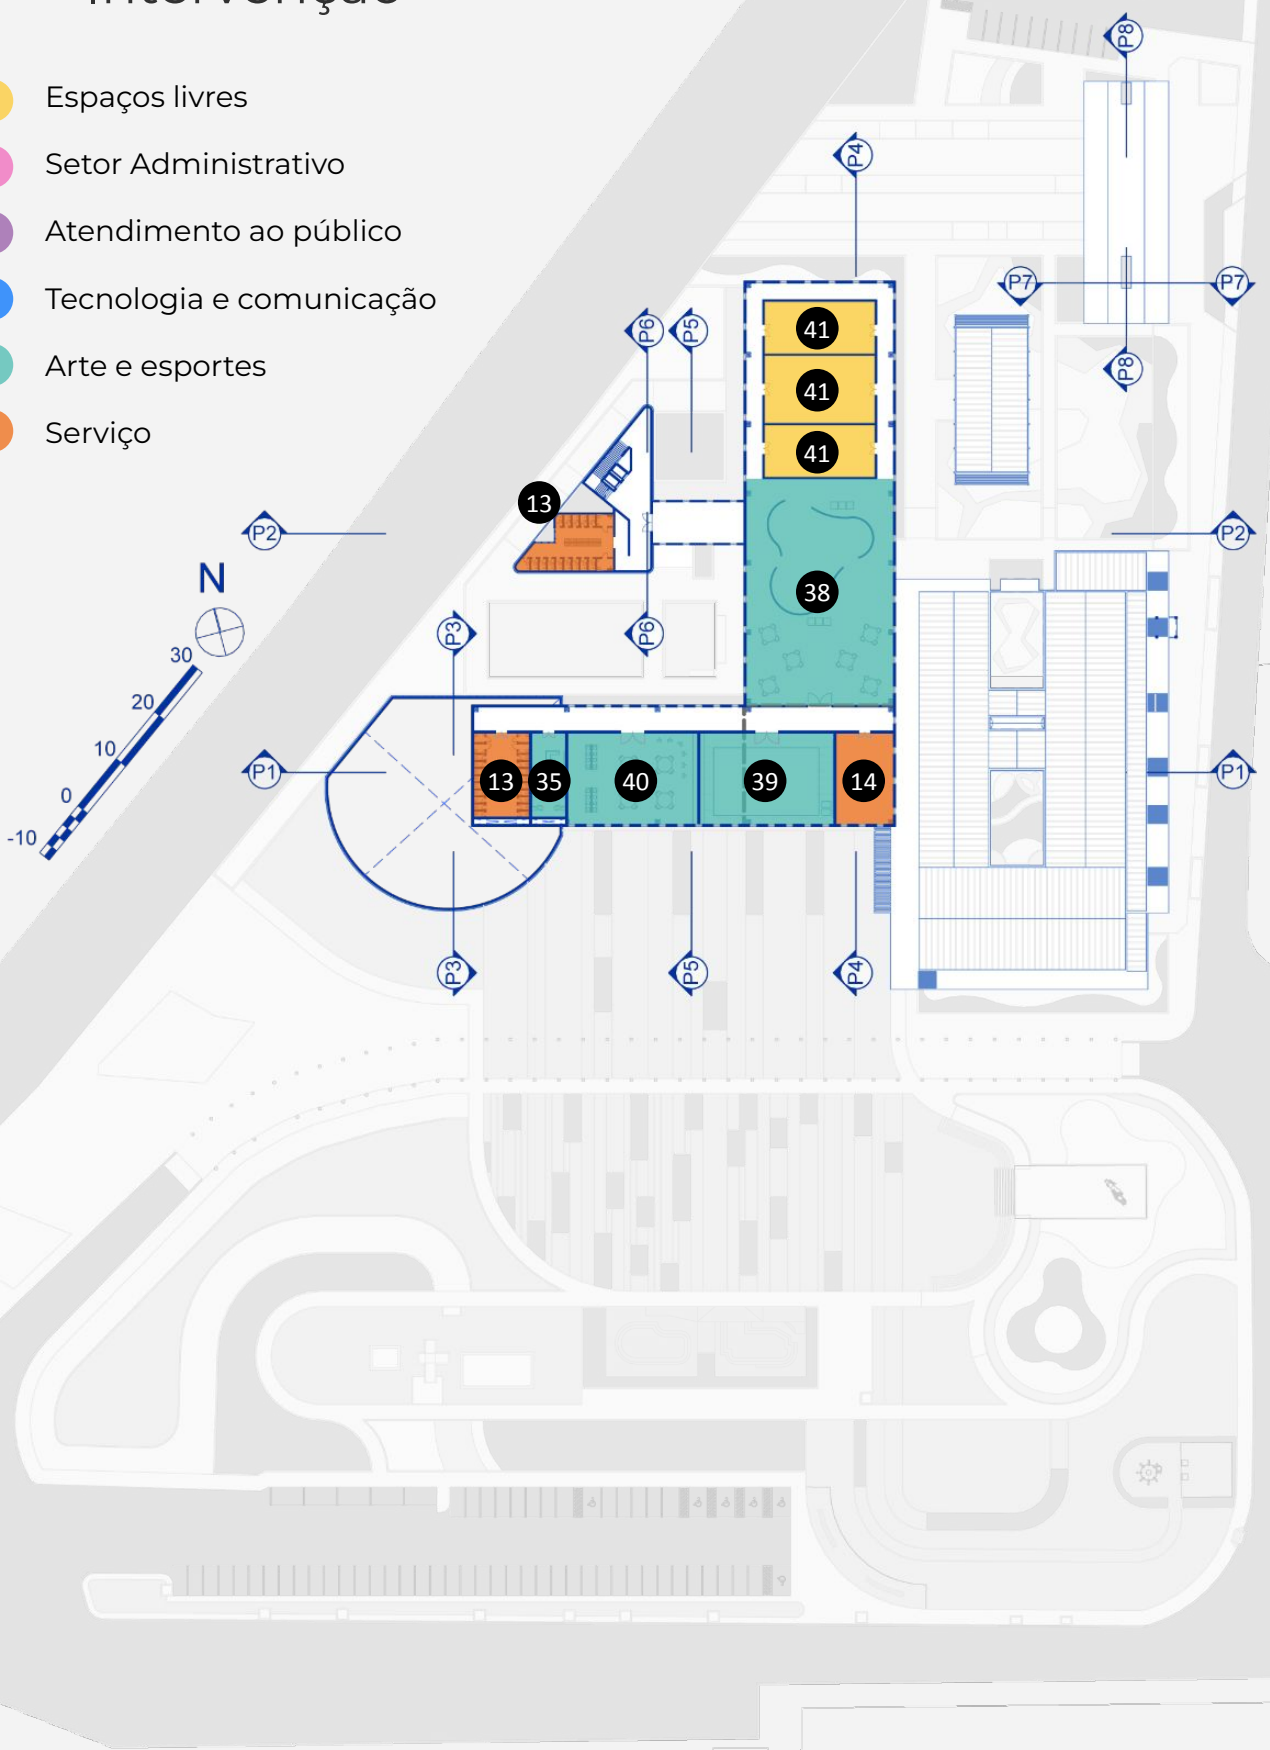 Intervenção
Espaços livres
Setor Administrativo
Atendimento ao público
Tecnologia e comunicação
Arte e esportes
Serviço
P8
P4
P7
P7
P6
P5
P8
41
41
41
13
P2
P2
N
38
30
P3
P6
20
10
P1
13
35
40
39
14
P1
0
-10
P3
P5
P4